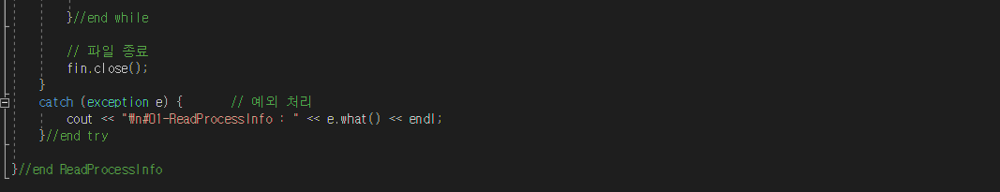 }//end while
// 파일 종료
fin.close();
}
catch (exception e) { // 예외 처리
cout << "₩n#01-ReadProcessInfo : " << e.what() << endl;
}//end try
}//end ReadProcessInfo